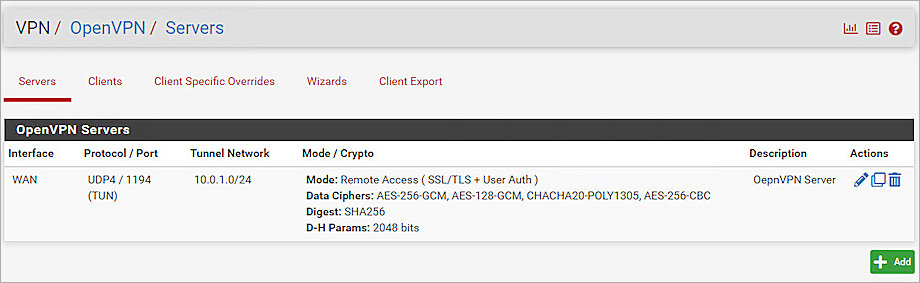 VPN / OpenVPN / Servers
Servers Clients Client Specific Overrides Wizards Client Export
OpenVPN Servers
Interface Protocol / Port Tunnel Network Mode / Crypto Description Actions
WAN UDP4 / 1194 10.0.1.0/24 Mode: Remote Access ( SSL/TLS + User Auth ) OepnVPN Server
(TUN) Data Ciphers: AES-256-GCM, AES-128-GCM, CHACHA20-POLY1305, AES-256-CBC
Digest: SHA256
D-H Params: 2048 bits
Add